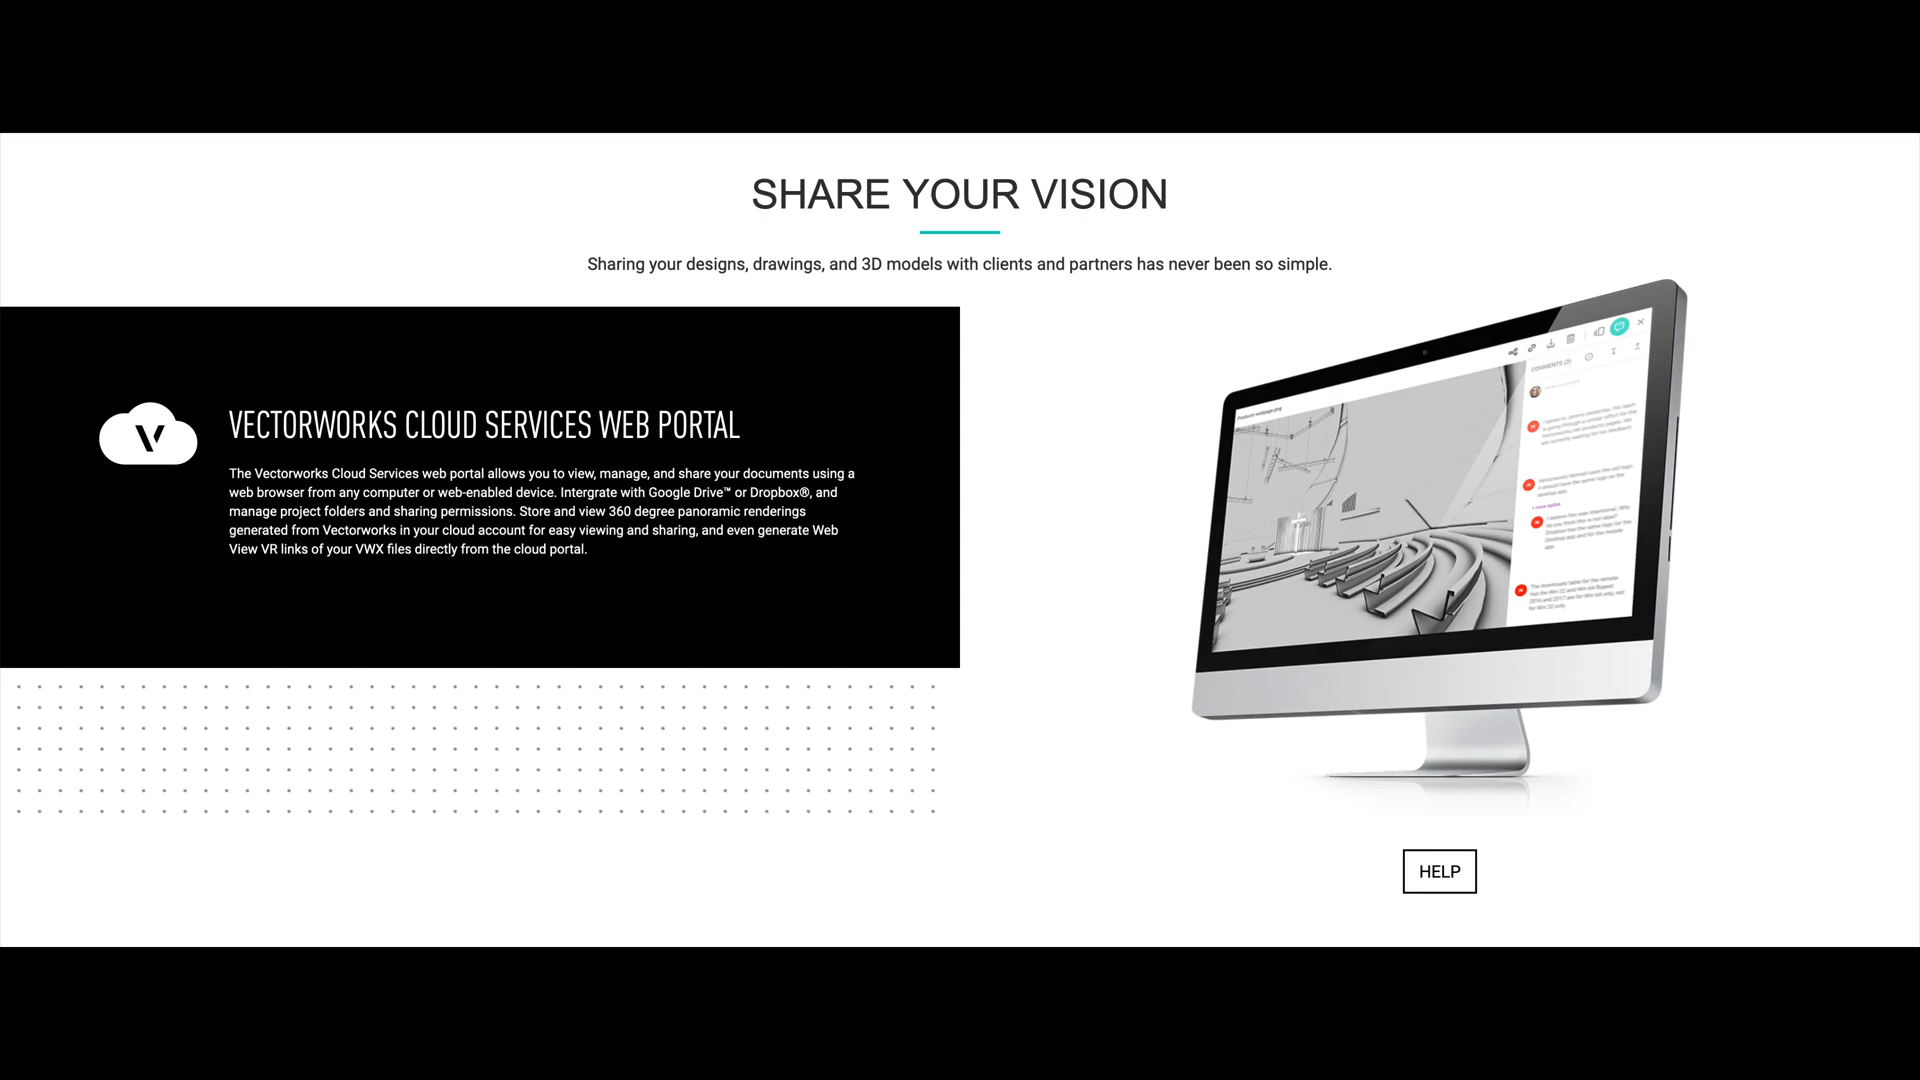 SHARE YOUR VISION
Sharing your designs, drawings, and 3D models with clients and partners has never been so simple.
VECTORWORKS CLOUD SERVICES WEB PORTAL
The Vectorworks Cloud Services web portal allows you to view, manage, and share your documents using a
web browser from any computer or web-enabled device. Intergrate with Google Drive™ or Dropbox®, and
manage project folders and sharing permissions. Store and view 360 degree panoramic renderings
generated from Vectorworks in your cloud account for easy viewing and sharing, and even generate Web
View VR links of your VWX files directly from the cloud portal.
COMMENTS (7)
1 more replies
HELP